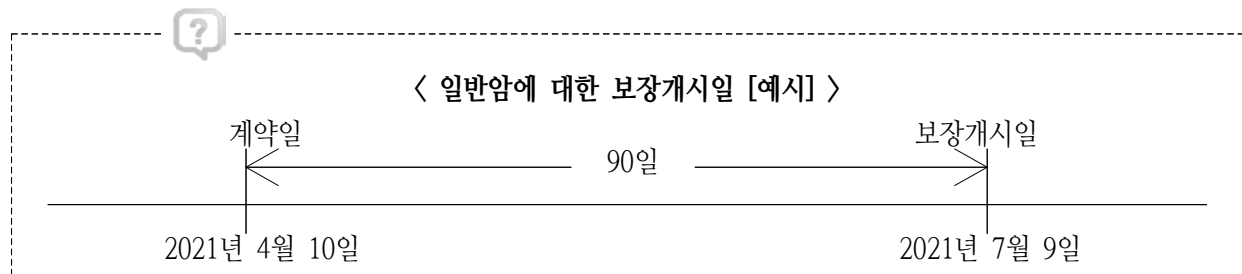 ?
〈 일반암에 대한 보장개시일 [예시] 〉
계약일 보장개시일
90일
2021년 4월 10일 2021년 7월 9일